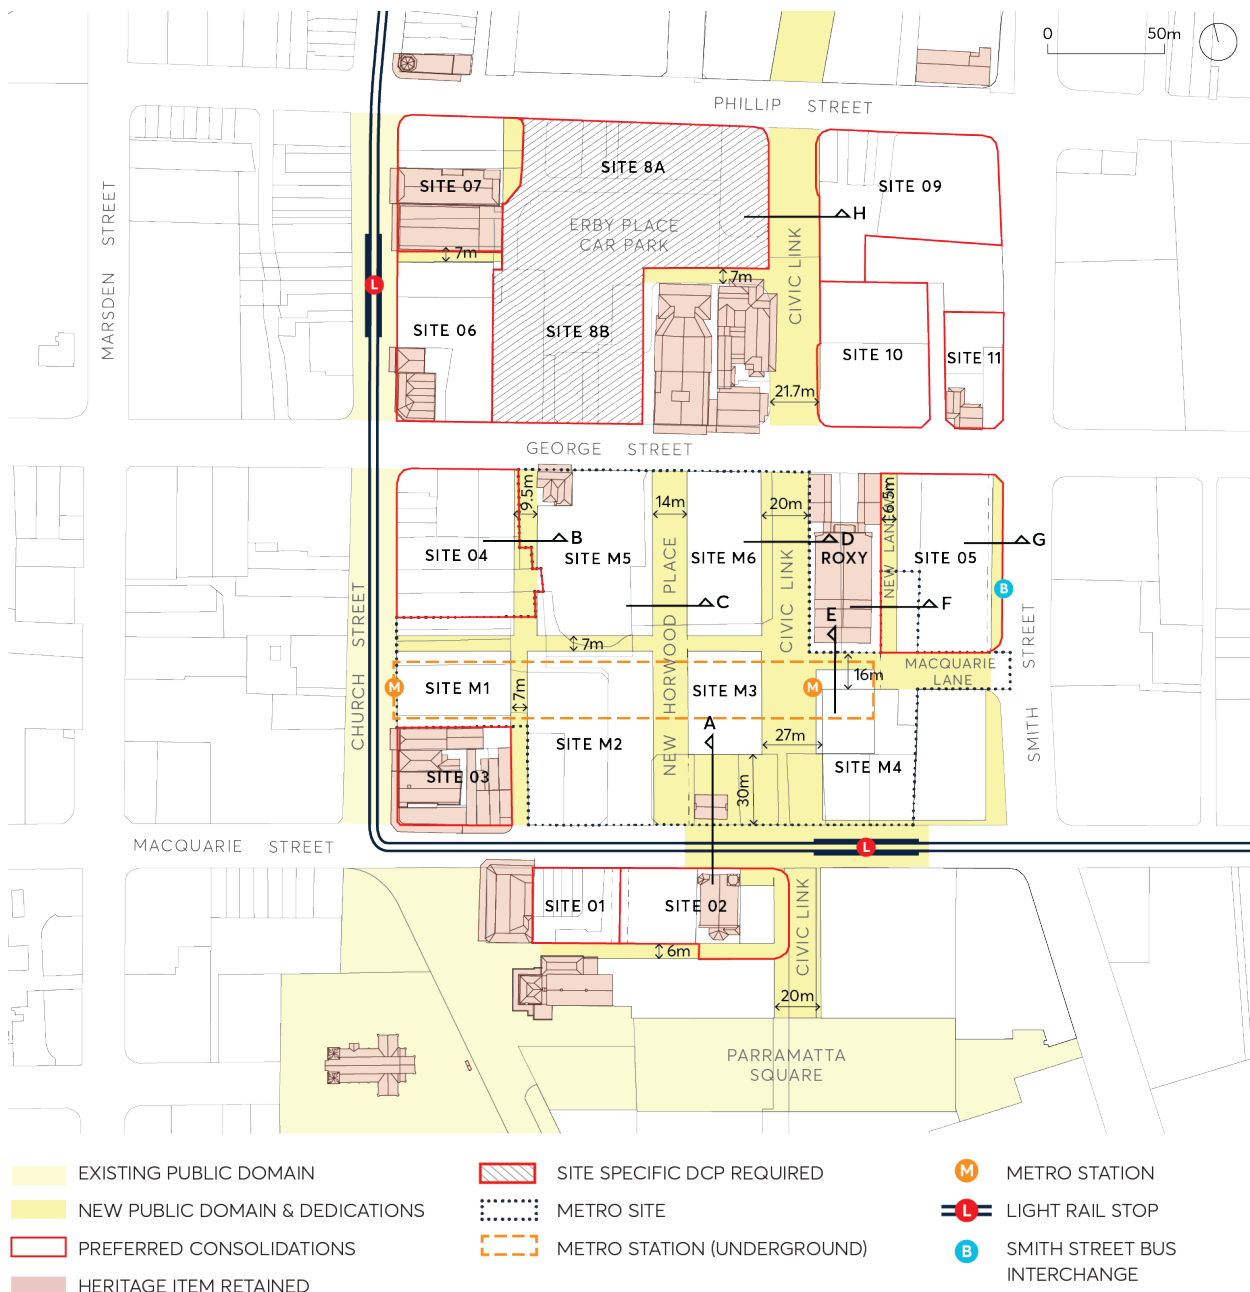 0 50m
PHILLIP STREET
SITE 8A
SITE 07
SITE 09
ERBY PLACE
CAR PARK
H
MARSDEN STREET
7m
7m
CIVIC LINK
L
SITE 06
SITE 8B
SITE 10
SITE 11
21.7m
GEORGE STREET
9.5m
14m
20m
6.5m
B
D
G
SITE 04
SITE M5
SITE M6
ROXY
SITE 05
NEW LANE
NEW HORWOOD PLACE
CIVIC LINK
B
C
E
F
CHURCH STREET
SMITH STREET
7m
MACQUARIE
LANE
16m
M
SITE M1
7m
SITE M3
M
A
SITE M2
27m
SITE M4
SITE 03
30m
MACQUARIE STREET
L
SITE 01
SITE 02
CIVIC LINK
6m
20m
PARRAMATTA
SQUARE
EXISTING PUBLIC DOMAIN
NEW PUBLIC DOMAIN & DEDICATIONS
PREFERRED CONSOLIDATIONS
HERITAGE ITEM RETAINED
SITE SPECIFIC DCP REQUIRED
METRO SITE
METRO STATION (UNDERGROUND)
M METRO STATION
L LIGHT RAIL STOP
B SMITH STREET BUS
INTERCHANGE